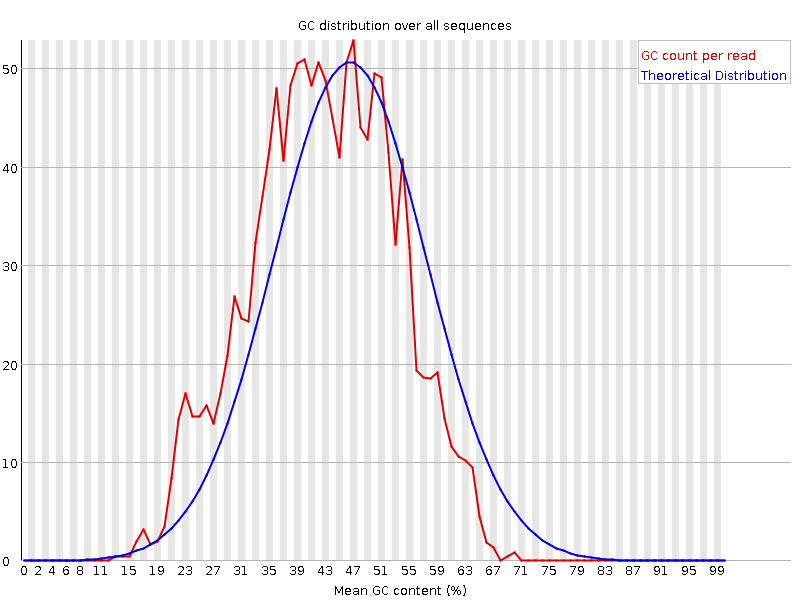 GC distribution over all sequences
GC count per read
Theoretical Distribution
50
40
30
20
10
0
0 2 4 6 8 11 15 19 23 27 31 35 39 43 47 51 55 59 63 67 71 75 79 83 87 91 95 99
Mean GC content (%)